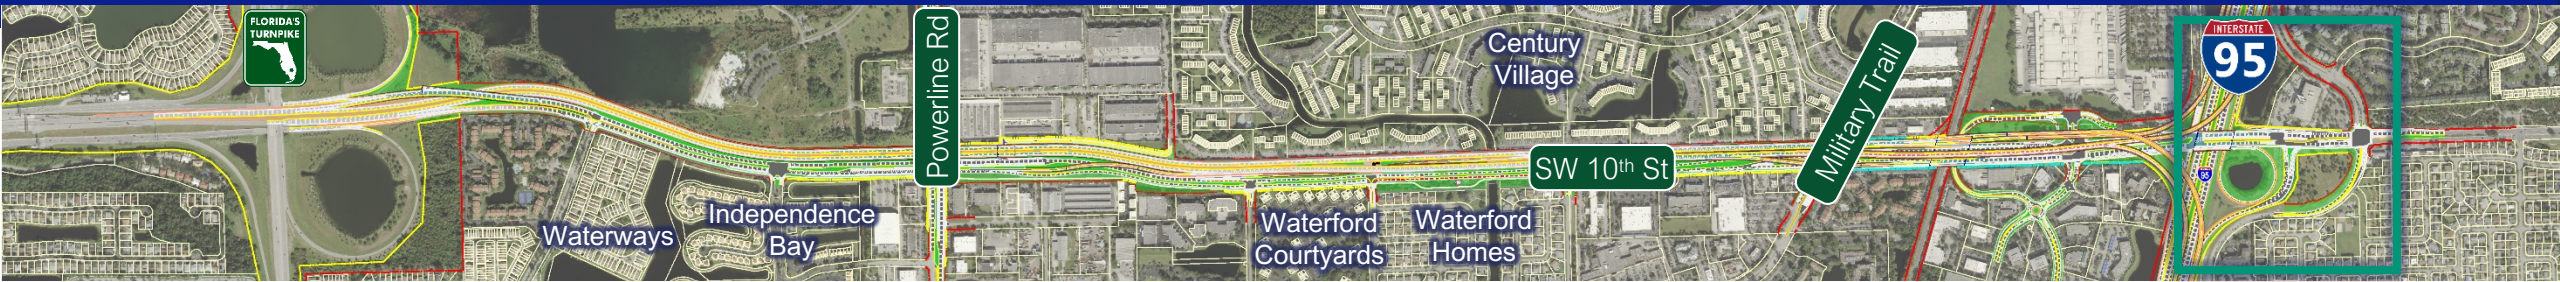 FLORIDA'S
TURNPIKE
Waterways
Independence
Bay
Powerline Rd
Waterford
Courtyards
Waterford
Homes
Century
Village
SW 10th St
Military Trail
INTERSTATE
95
95